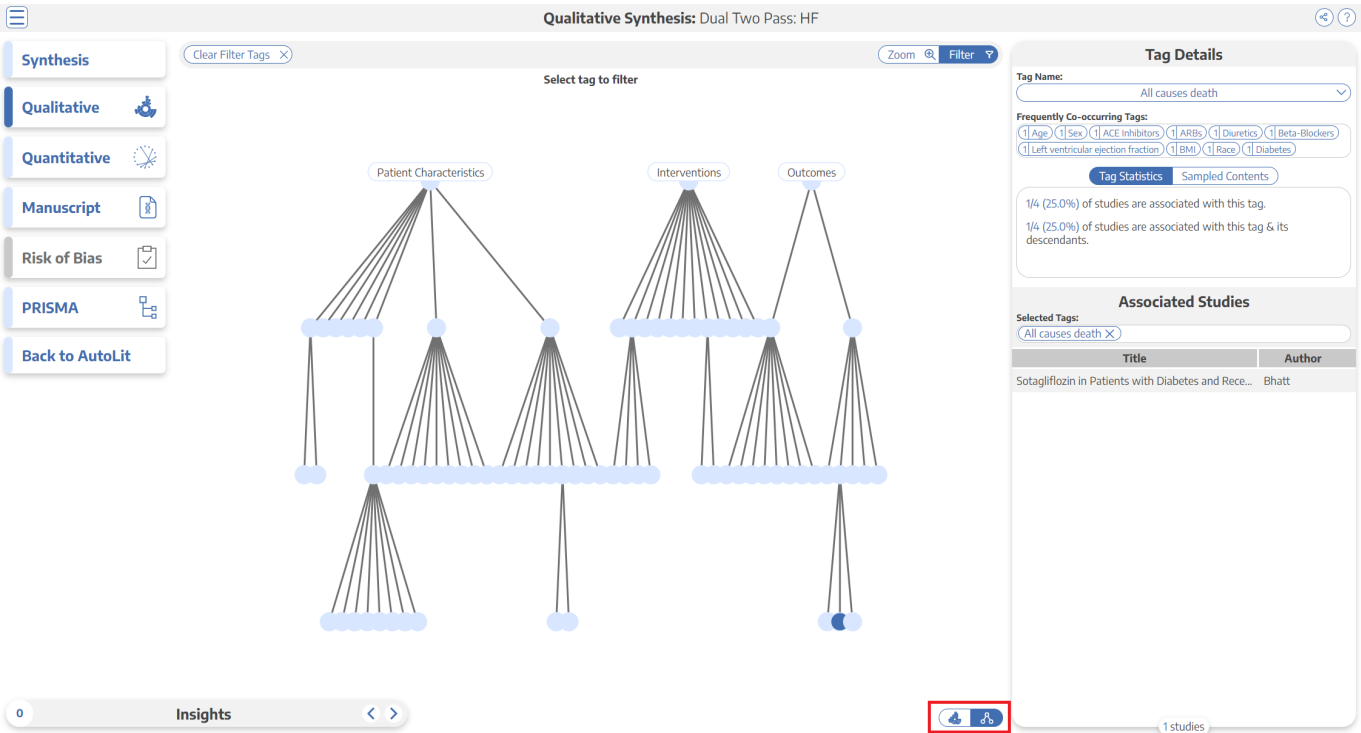 Qualitative Synthesis: Dual Two Pass: HF
?
Synthesis
Qualitative
Quantitative
Manuscript
Risk of Bias
PRISMA
Back to AutoLit
Clear Filter Tags
Zoom
Filter
Select tag to filter
Patient Characteristics
Interventions
Outcomes
0
Insights
Tag Details
Tag Name:
All causes death
Frequently Co-occurring Tags:
1 Age 1 Sex 1 ACE Inhibitors 1 ARBs 1 Diuretics 1 Beta-Blockers
1 Left ventricular ejection fraction 1 BMI 1 Race 1 Diabetes
Tag Statistics Sampled Contents
1/4 (25.0%) of studies are associated with this tag.
1/4 (25.0%) of studies are associated with this tag & its
descendants.
Associated Studies
Selected Tags:
All causes death
Title Author
Sotagliflozin in Patients with Diabetes and Rece... Bhatt
1 studies